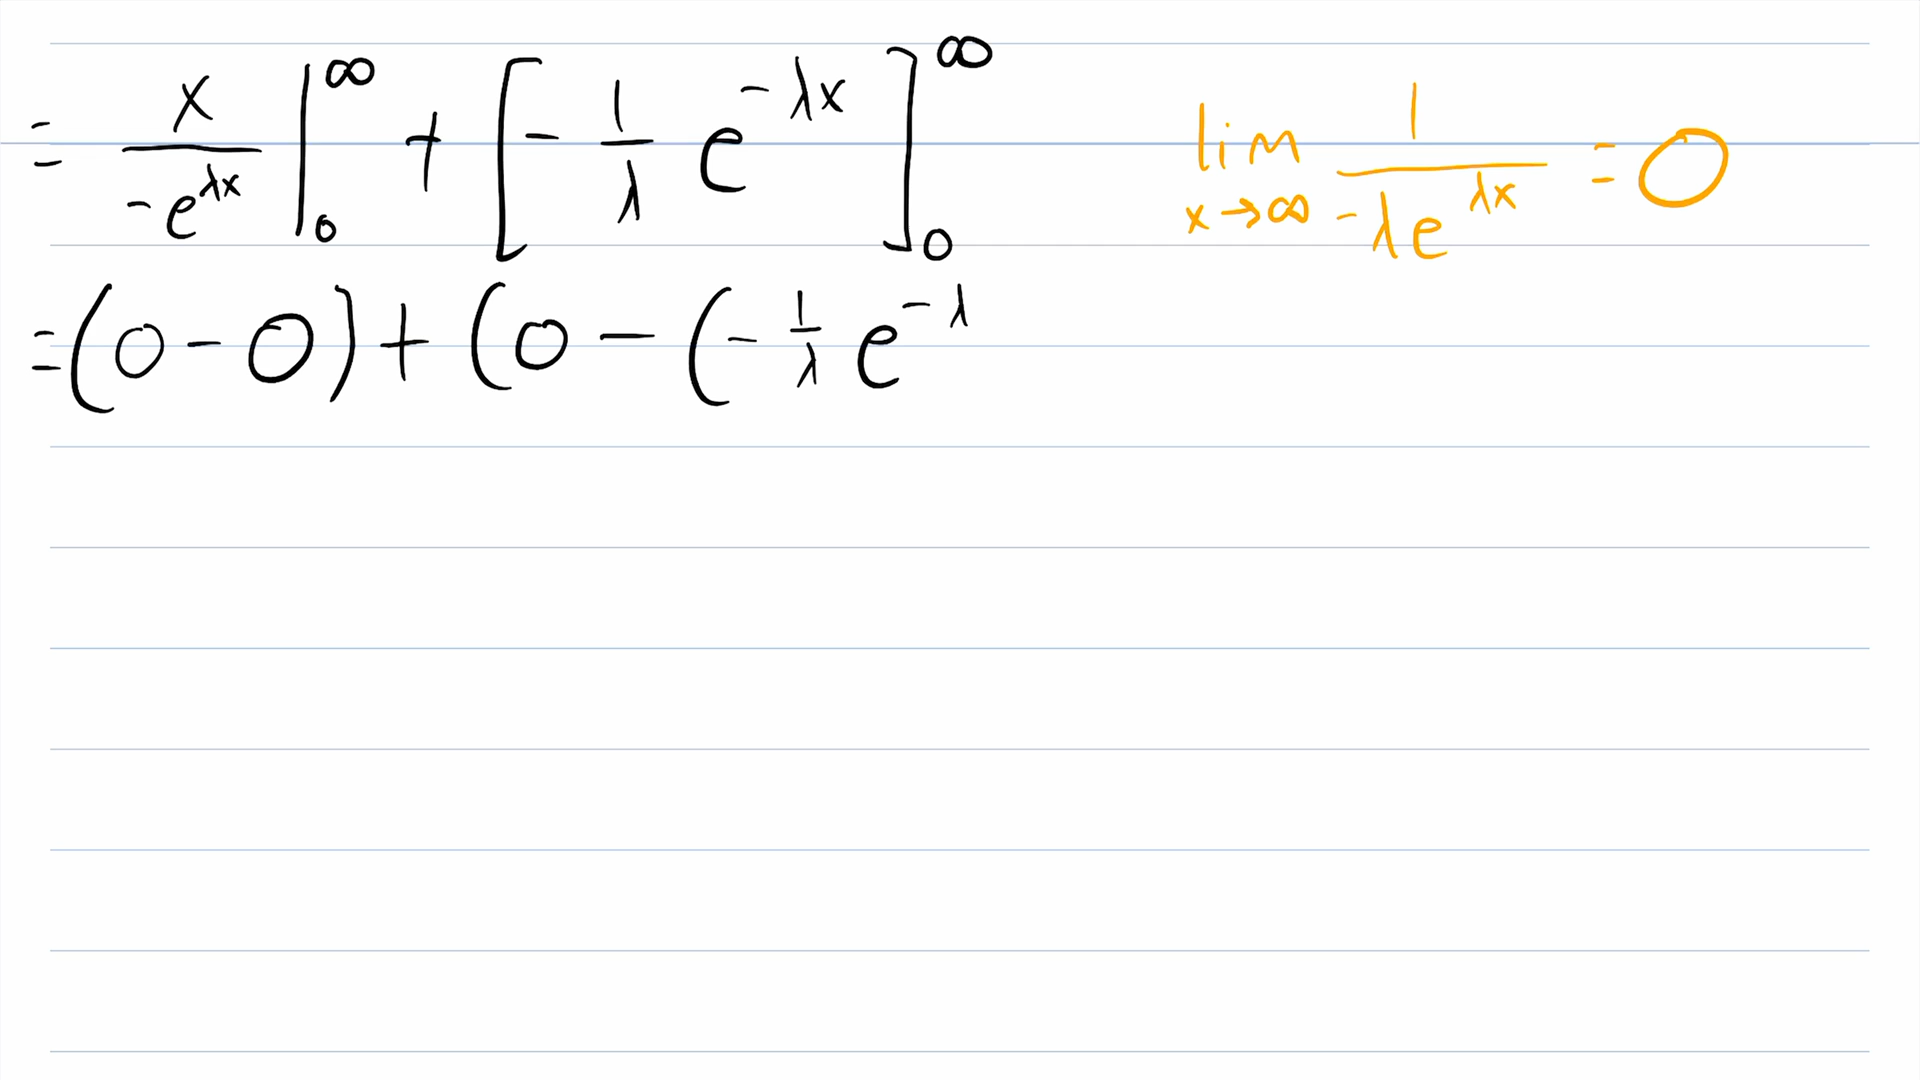 = x/(-e^{λx}) |_0^∞ + [ - 1/λ e^{-λx} ]_0^∞
lim_{x→∞} 1/(-λe^{λx}) = 0
= (0 - 0) + (0 - (- 1/λ e^{-λ}